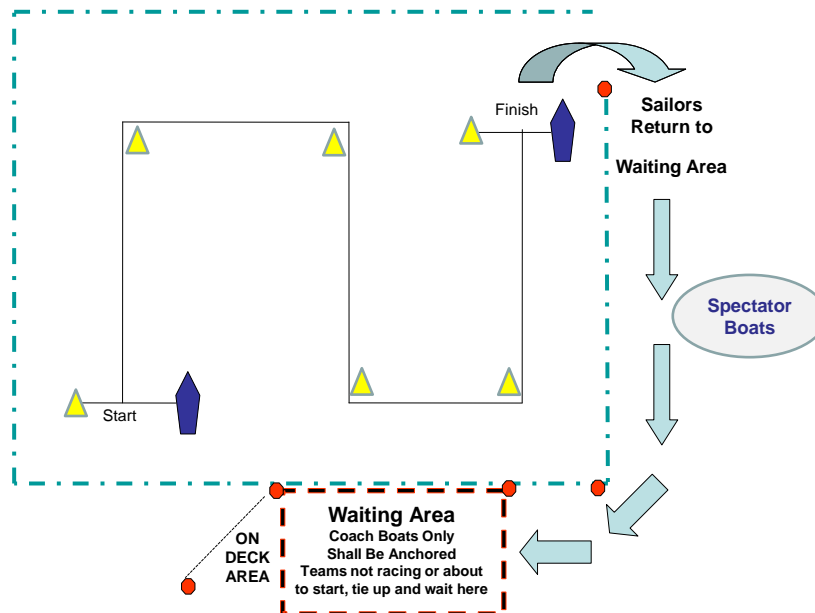 Finish
Sailors
Return to
Waiting Area
Spectator
Boats
Start
ON
DECK
AREA
Waiting Area
Coach Boats Only
Shall Be Anchored
Teams not racing or about
to start, tie up and wait here